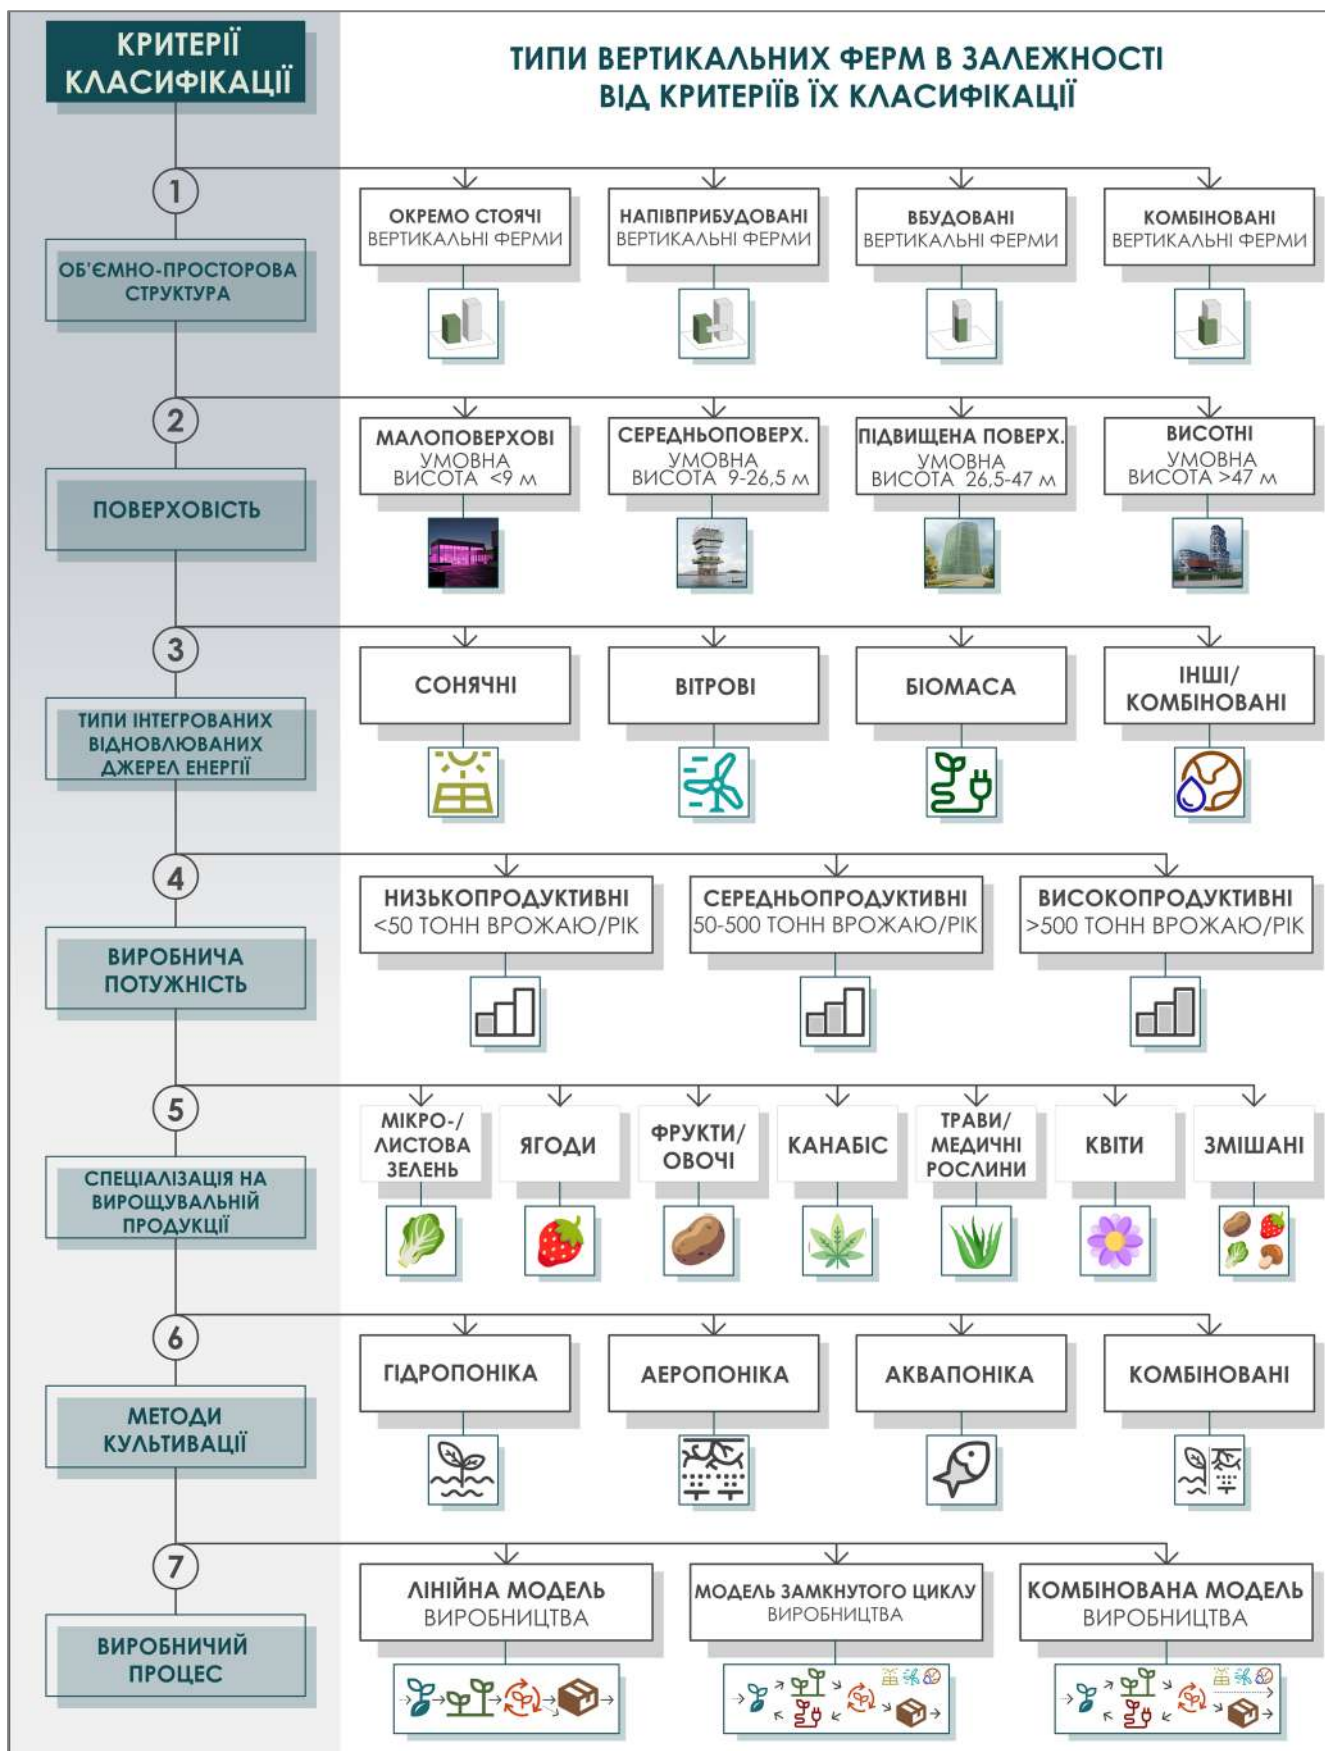 КРИТЕРІЇ
КЛАСИФІКАЦІЇ
ТИПИ ВЕРТИКАЛЬНИХ ФЕРМ В ЗАЛЕЖНОСТІ
ВІД КРИТЕРІЇВ ЇХ КЛАСИФІКАЦІЇ
1
ОБ'ЄМНО-ПРОСТОРОВА
СТРУКТУРА
ОКРЕМО СТОЯЧІ
ВЕРТИКАЛЬНІ ФЕРМИ
НАПІВПРИБУДОВАНІ
ВЕРТИКАЛЬНІ ФЕРМИ
ВБУДОВАНІ
ВЕРТИКАЛЬНІ ФЕРМИ
КОМБІНОВАНІ
ВЕРТИКАЛЬНІ ФЕРМИ
2
ПОВЕРХОВІСТЬ
МАЛОПОВЕРХОВІ
УМОВНА
ВИСОТА <9 м
СЕРЕДНЬОПОВЕРХ.
УМОВНА
ВИСОТА 9-26,5 м
ПІДВИЩЕНА ПОВЕРХ.
УМОВНА
ВИСОТА 26,5-47 м
ВИСОТНІ
УМОВНА
ВИСОТА >47 м
3
ТИПИ ІНТЕГРОВАНИХ
ВІДНОВЛЮВАНИХ
ДЖЕРЕЛ ЕНЕРГІЇ
СОНЯЧНІ
ВІТРОВІ
БІОМАСА
ІНШІ/
КОМБІНОВАНІ
4
ВИРОБНИЧА
ПОТУЖНІСТЬ
НИЗЬКОПРОДУКТИВНІ
<50 ТОНН ВРОЖАЮ/РІК
СЕРЕДНЬОПРОДУКТИВНІ
50-500 ТОНН ВРОЖАЮ/РІК
ВИСОКОПРОДУКТИВНІ
>500 ТОНН ВРОЖАЮ/РІК
5
СПЕЦІАЛІЗАЦІЯ НА
ВИРОЩУВАЛЬНІЙ
ПРОДУКЦІЇ
МІКРО-/
ЛИСТОВА
ЗЕЛЕНЬ
ЯГОДИ
ФРУКТИ/
ОВОЧІ
КАНАБІС
ТРАВИ/
МЕДИЧНІ
РОСЛИНИ
КВІТИ
ЗМІШАНІ
6
МЕТОДИ
КУЛЬТИВАЦІЇ
ГІДРОПОНІКА
АЕРОПОНІКА
АКВАПОНІКА
КОМБІНОВАНІ
7
ВИРОБНИЧИЙ
ПРОЦЕС
ЛІНІЙНА МОДЕЛЬ
ВИРОБНИЦТВА
МОДЕЛЬ ЗАМКНУТОГО ЦИКЛУ
ВИРОБНИЦТВА
КОМБІНОВАНА МОДЕЛЬ
ВИРОБНИЦТВА